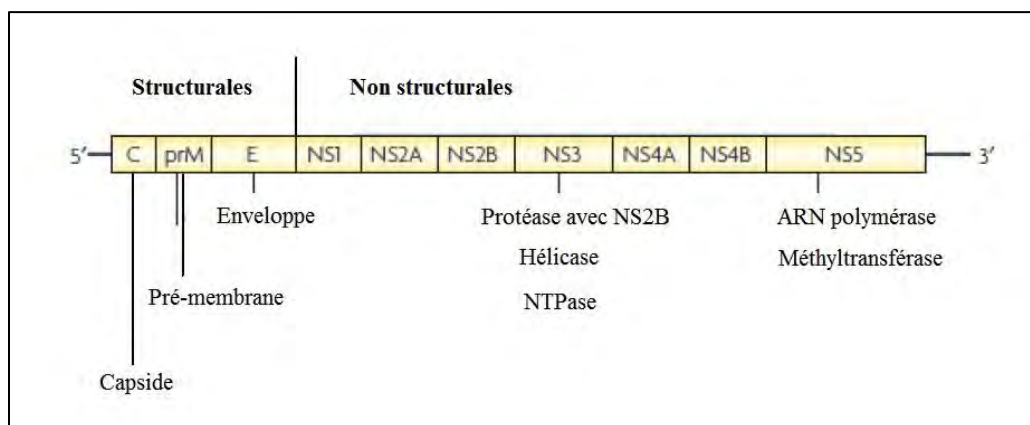 Structurales Non structurales
5′ C prM E NS1 NS2A NS2B NS3 NS4A NS4B NS5 3′
Enveloppe Protéase avec NS2B ARN polymérase
Hélicase Méthyltransférase
Pré-membrane NTPase
Capside